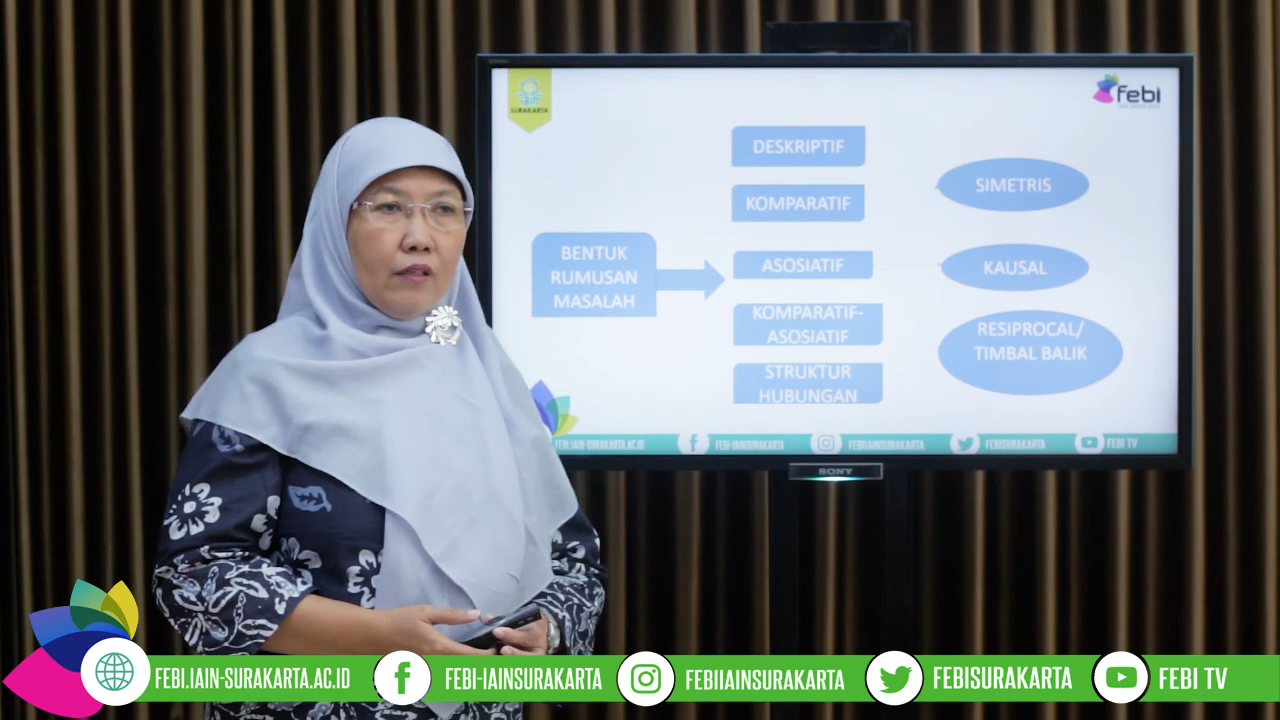 iain
SURAKARTA
febi
DESKRIPTIF
KOMPARATIF
SIMETRIS
BENTUK
RUMUSAN
MASALAH
ASOSIATIF
KAUSAL
KOMPARATIF-
ASOSIATIF
RESIPROCAL/
TIMBAL BALIK
STRUKTUR
HUBUNGAN
FEBI.IAIN-SURAKARTA.AC.ID
FEBI-IAINSURAKARTA
FEBIIAINSURAKARTA
FEBISURAKARTA
FEBI TV
SONY
FEBI.IAIN-SURAKARTA.AC.ID
FEBI-IAINSURAKARTA
FEBIIAINSURAKARTA
FEBISURAKARTA
FEBI TV